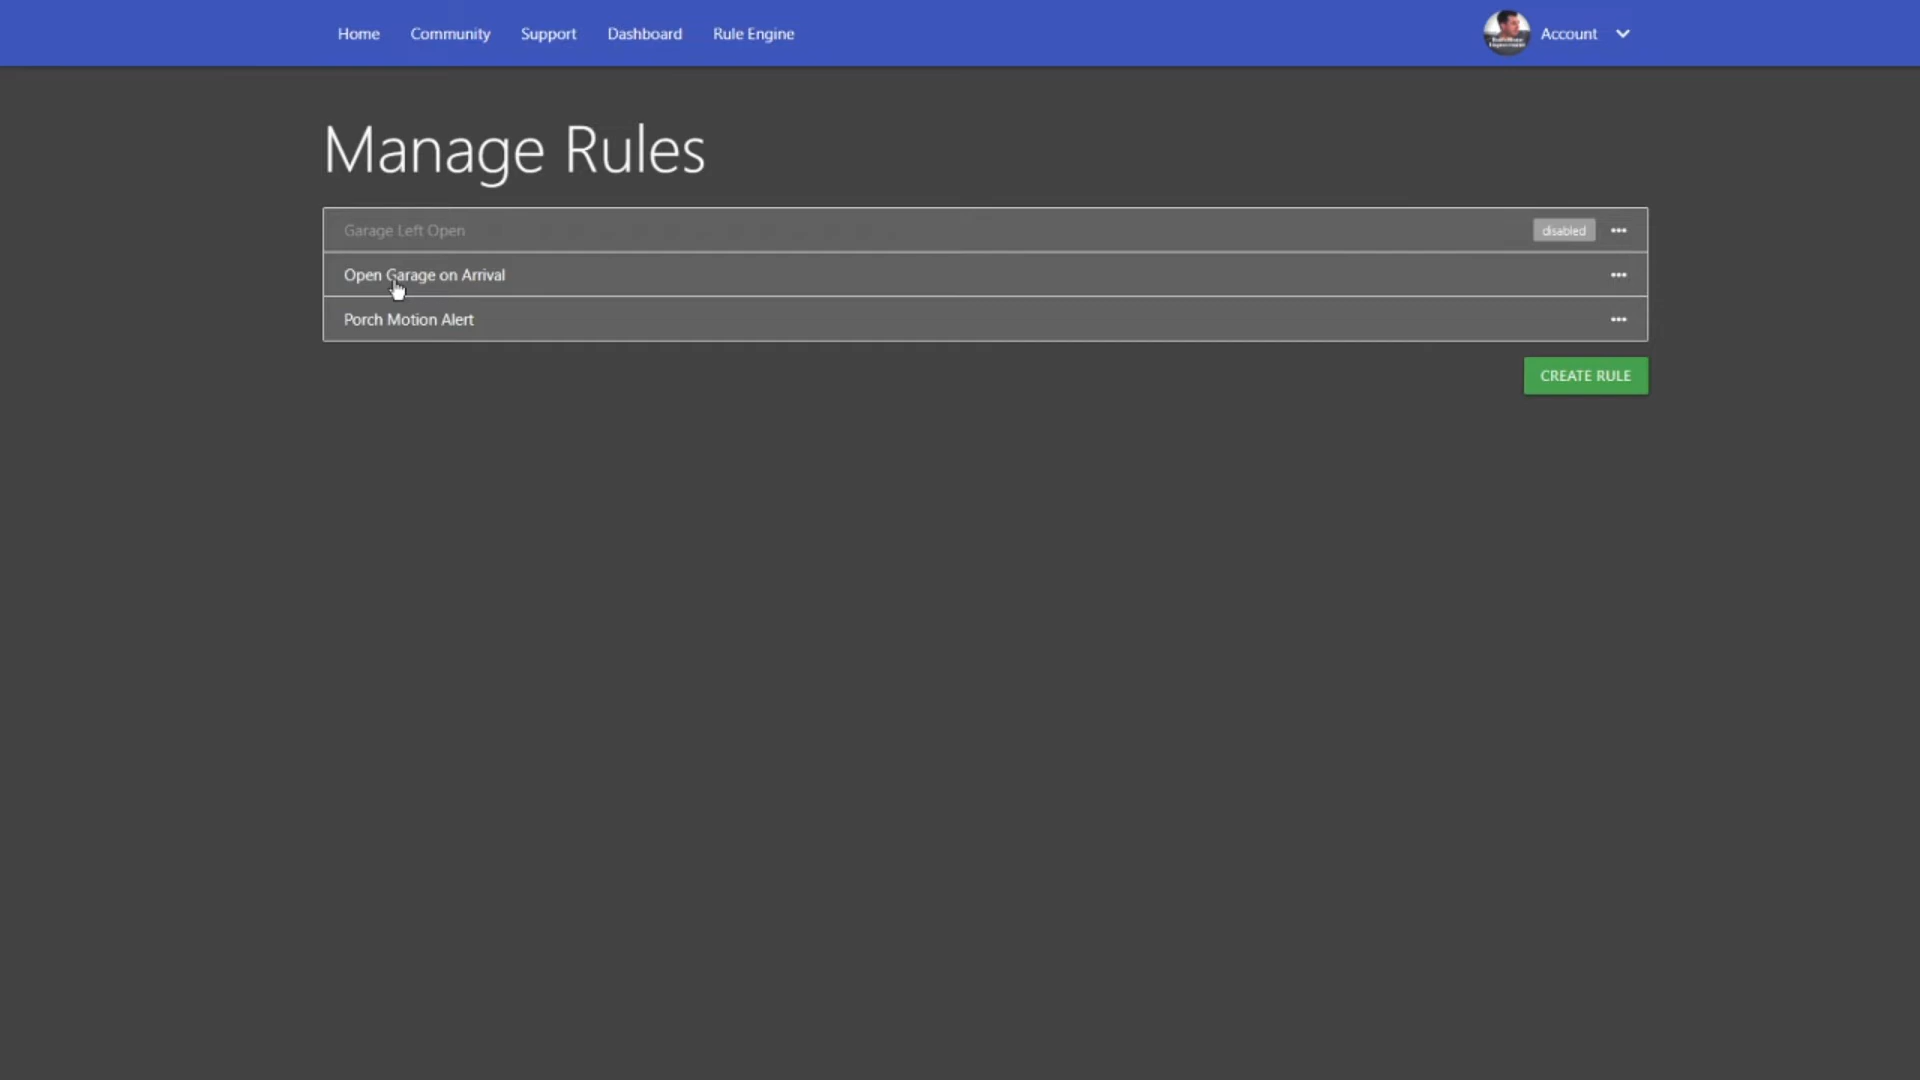 Home Community Support Dashboard Rule Engine Account
Manage Rules
Garage Left Open disabled
Open Garage on Arrival
Porch Motion Alert
CREATE RULE